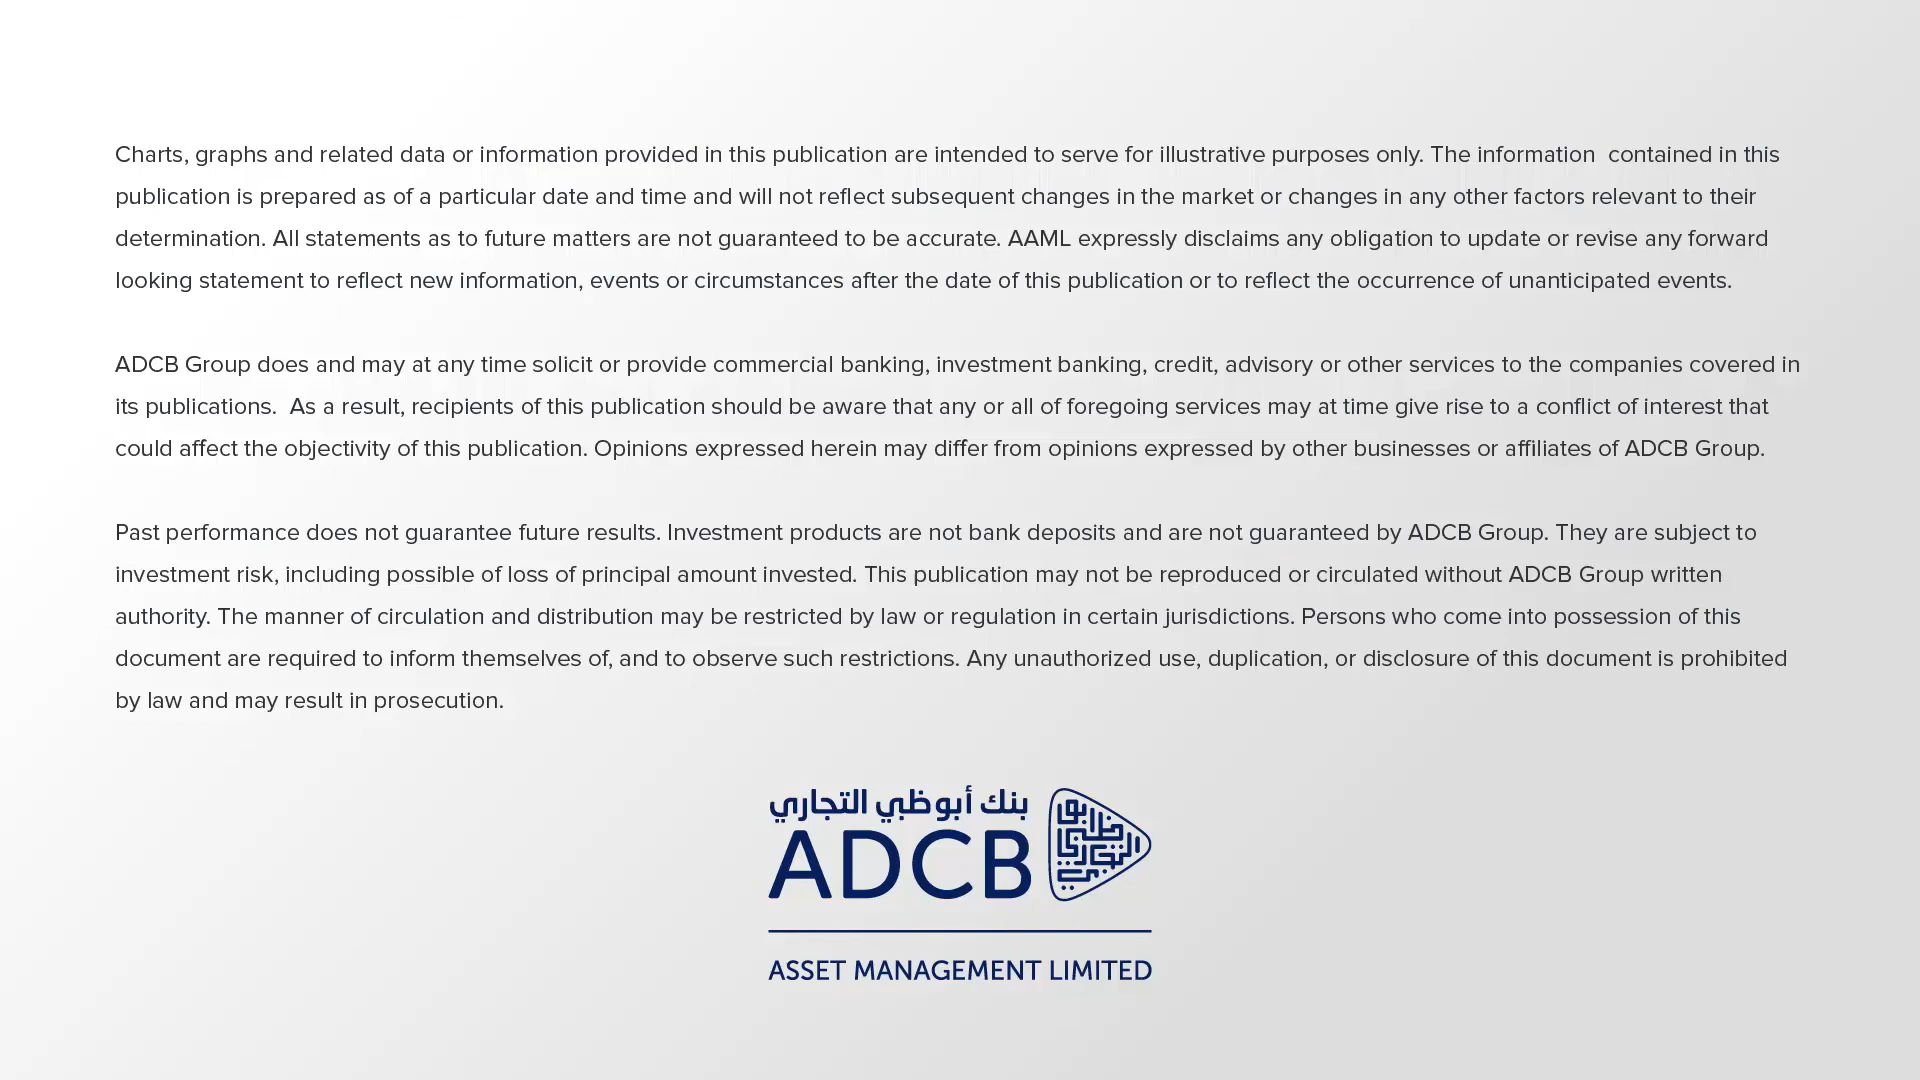 Charts, graphs and related data or information provided in this publication are intended to serve for illustrative purposes only. The information  contained in this
publication is prepared as of a particular date and time and will not reflect subsequent changes in the market or changes in any other factors relevant to their
determination. All statements as to future matters are not guaranteed to be accurate. AAML expressly disclaims any obligation to update or revise any forward
looking statement to reflect new information, events or circumstances after the date of this publication or to reflect the occurrence of unanticipated events.
ADCB Group does and may at any time solicit or provide commercial banking, investment banking, credit, advisory or other services to the companies covered in
its publications.  As a result, recipients of this publication should be aware that any or all of foregoing services may at time give rise to a conflict of interest that
could affect the objectivity of this publication. Opinions expressed herein may differ from opinions expressed by other businesses or affiliates of ADCB Group.
Past performance does not guarantee future results. Investment products are not bank deposits and are not guaranteed by ADCB Group. They are subject to
investment risk, including possible of loss of principal amount invested. This publication may not be reproduced or circulated without ADCB Group written
authority. The manner of circulation and distribution may be restricted by law or regulation in certain jurisdictions. Persons who come into possession of this
document are required to inform themselves of, and to observe such restrictions. Any unauthorized use, duplication, or disclosure of this document is prohibited
by law and may result in prosecution.
بنك أبوظبي التجاري
ADCB
ASSET MANAGEMENT LIMITED